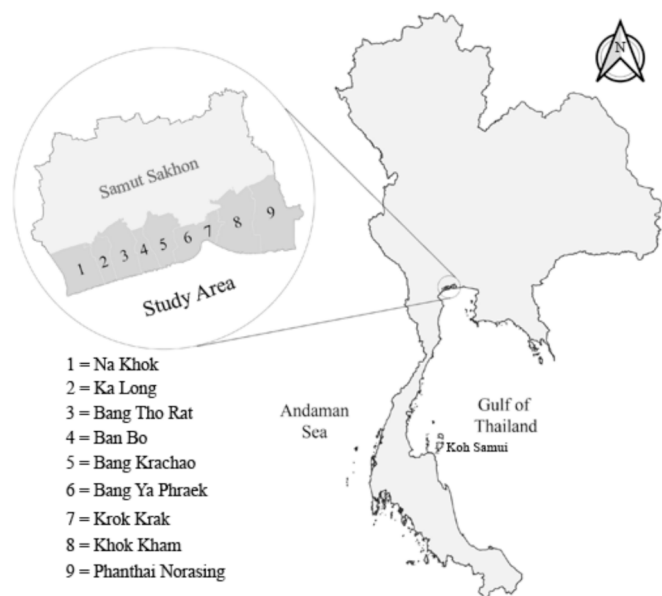 N
Samut Sakhon
1 2 3 4 5 6 7 8 9
Study Area
1 = Na Khok
2 = Ka Long
3 = Bang Tho Rat
4 = Ban Bo
5 = Bang Krachao
6 = Bang Ya Phraek
7 = Krok Krak
8 = Khok Kham
9 = Phanthai Norasing
Andaman
Sea
Gulf of
Thailand
Koh Samui